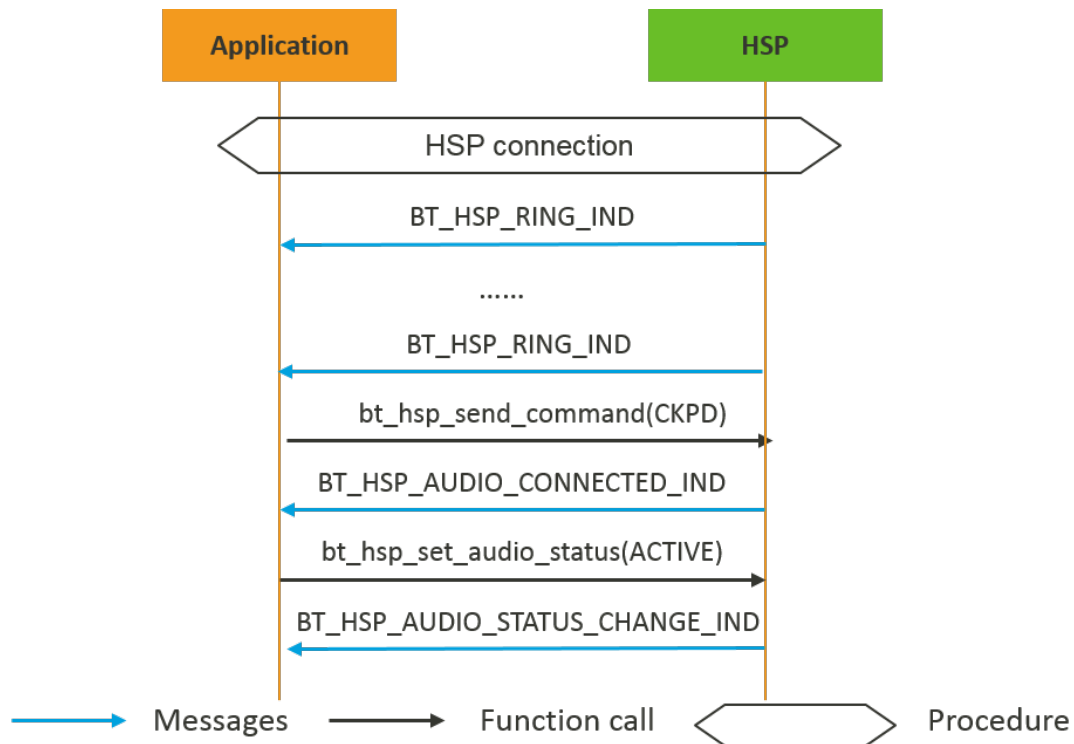 Application
HSP
HSP connection
BT_HSP_RING_IND
......
BT_HSP_RING_IND
bt_hsp_send_command(CKPD)
BT_HSP_AUDIO_CONNECTED_IND
bt_hsp_set_audio_status(ACTIVE)
BT_HSP_AUDIO_STATUS_CHANGE_IND
Messages
Function call
Procedure